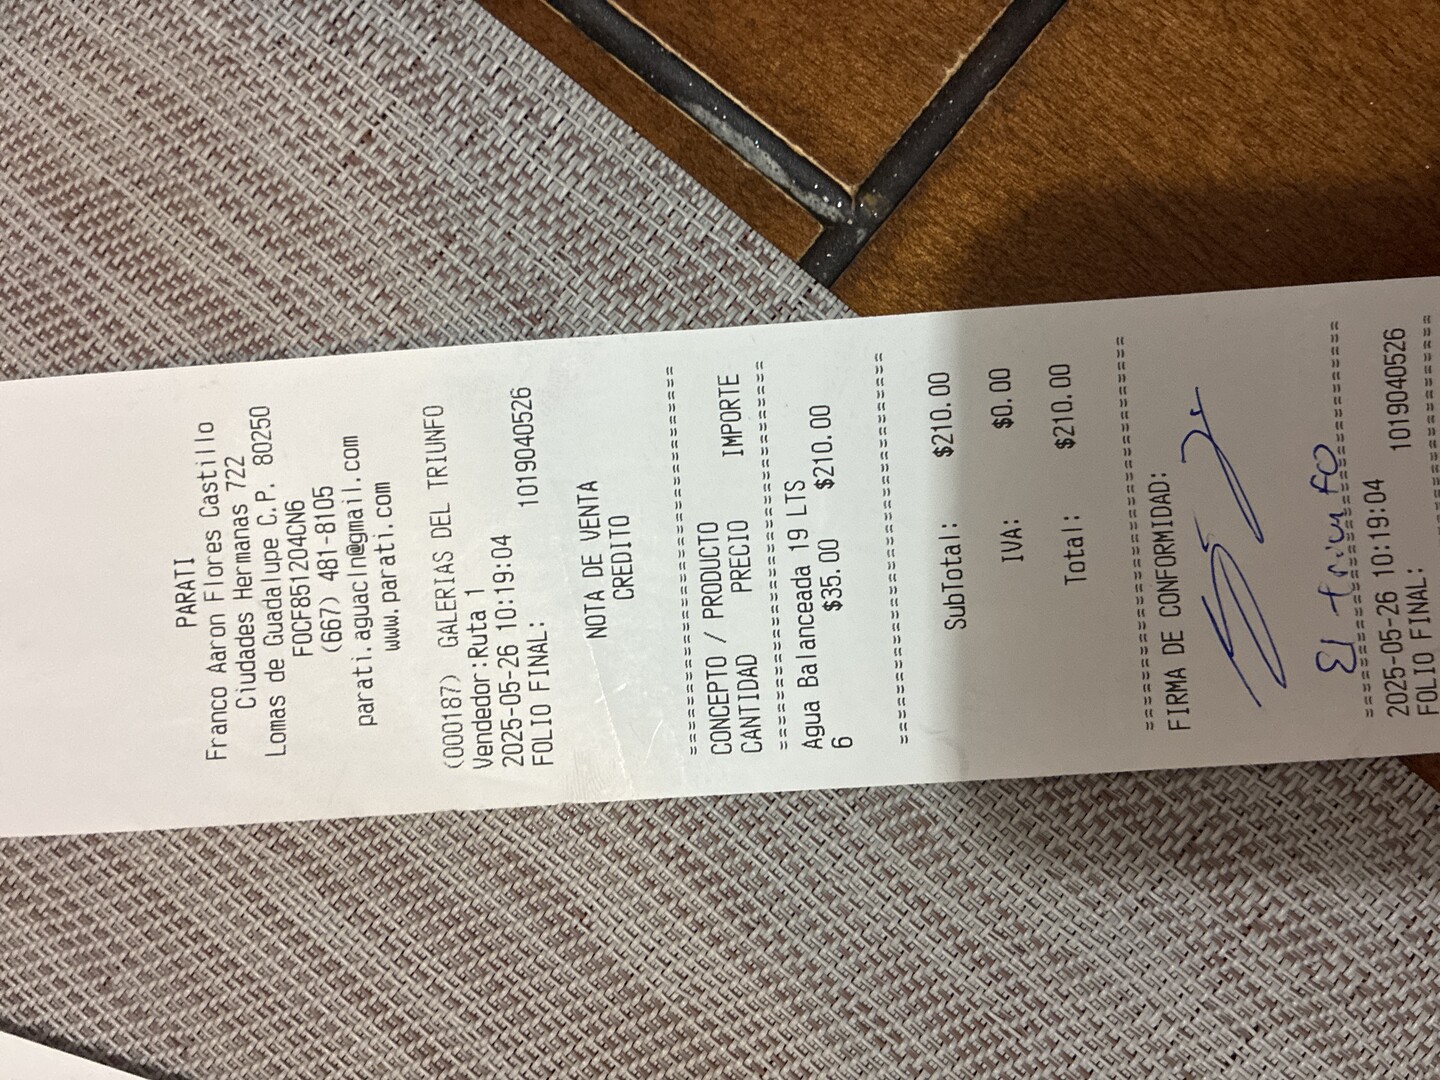 PARATI
Franco Aaron Flores Castillo
Ciudades Hermanas 722
Lomas de Guadalupe C.P. 80250
FOCF851204CN6
(667) 481-8105
parati.aguacln@gmail.com
www.parati.com
(000187) GALERIAS DEL TRIUNFO
Vendedor:Ruta 1
2025-05-26 10:19:04
FOLIO FINAL: 1019040526
NOTA DE VENTA
CREDITO
==============================
CONCEPTO / PRODUCTO
CANTIDAD PRECIO IMPORTE
==============================
Agua Balanceada 19 LTS
6 $35.00 $210.00
==============================
SubTotal: $210.00
IVA: $0.00
Total: $210.00
==============================
FIRMA DE CONFORMIDAD:
El triunfo
==============================
2025-05-26 10:19:04
FOLIO FINAL: 1019040526
==============================